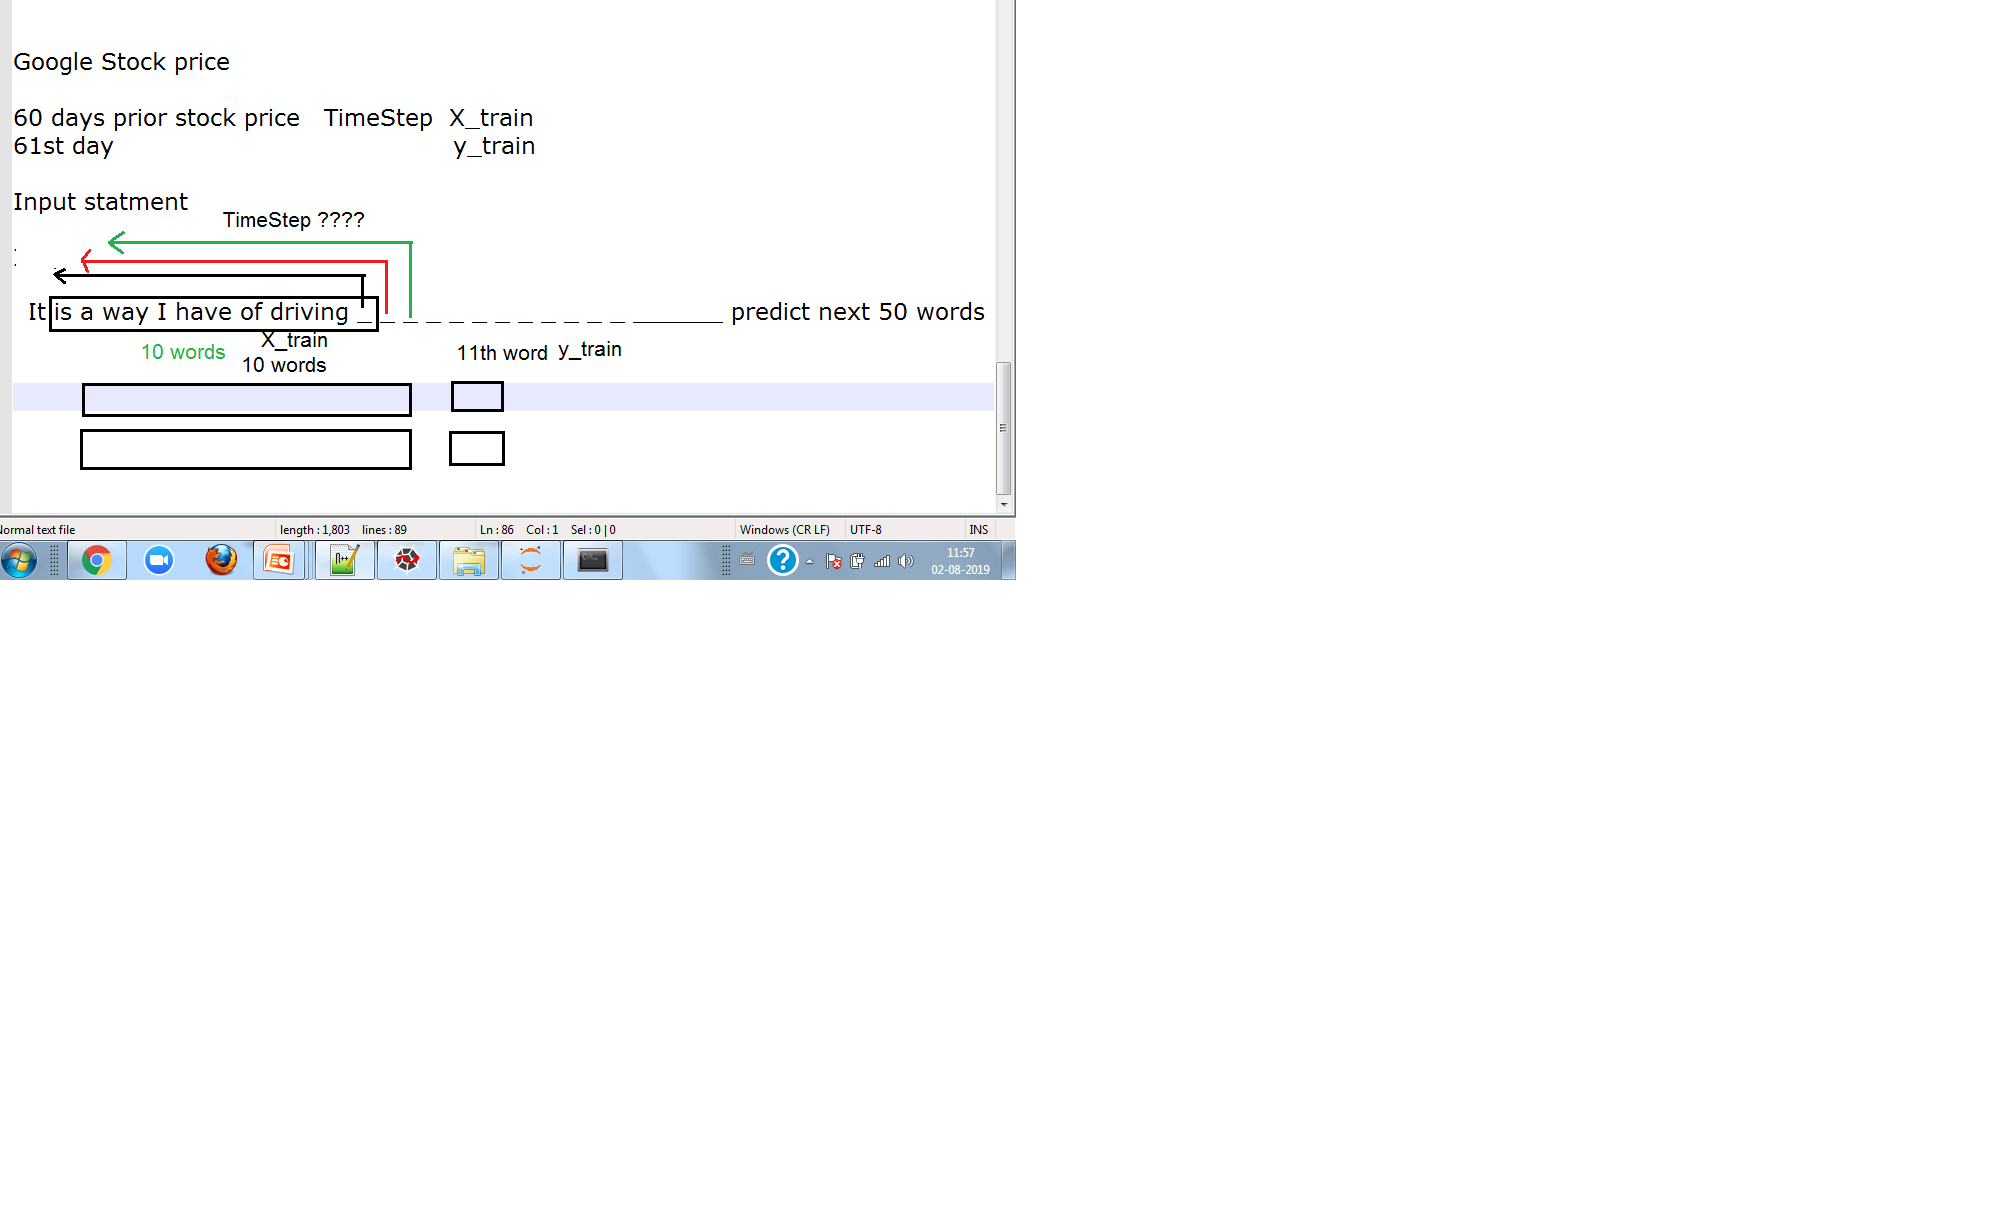 Google Stock price
60 days prior stock price TimeStep X_train
61st day y_train
Input statment
TimeStep ????
It is a way I have of driving _ _ _ _ _ _ _ _ _ _ _ _ ______ predict next 50 words
10 words X_train 11th word y_train
10 words
Normal text file length : 1,803 lines : 89 Ln : 86 Col : 1 Sel : 0 | 0 Windows (CR LF) UTF-8 INS
11:57
02-08-2019